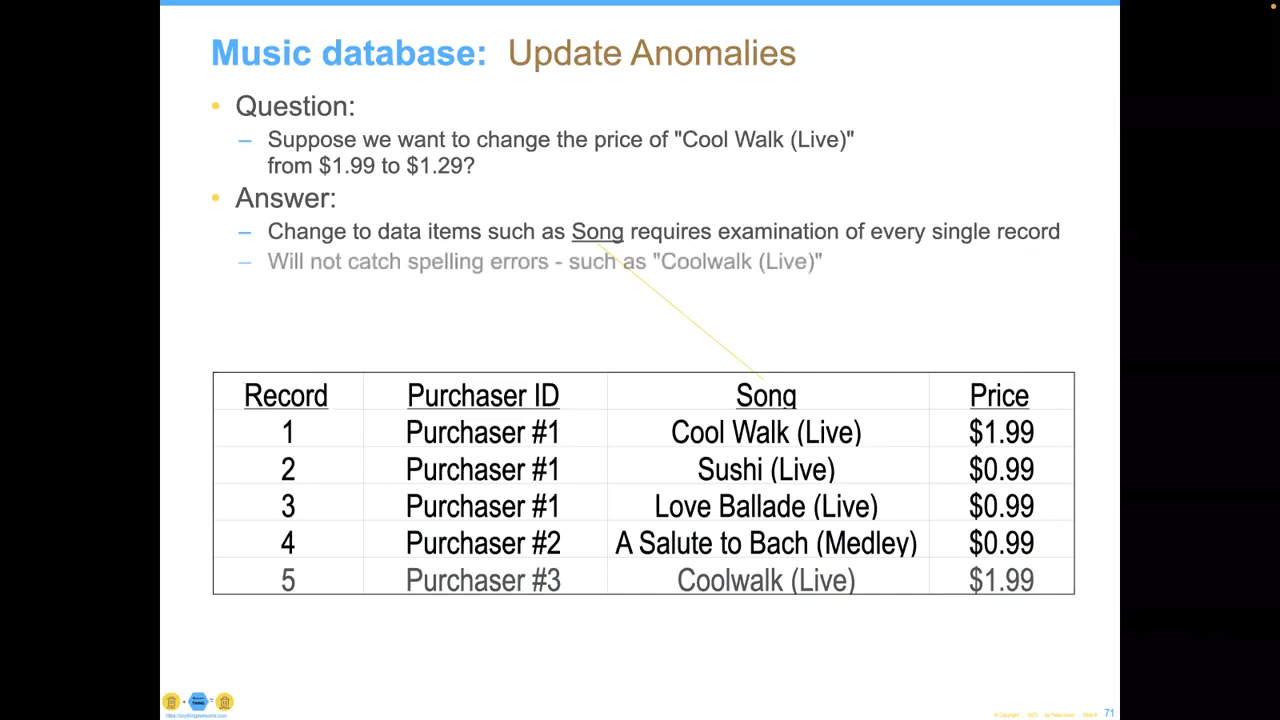 Music database: Update Anomalies
• Question:
– Suppose we want to change the price of "Cool Walk (Live)"
from $1.99 to $1.29?
• Answer:
– Change to data items such as Song requires examination of every single record
– Will not catch spelling errors - such as "Coolwalk (Live)"
Record Purchaser ID Song Price
1 Purchaser #1 Cool Walk (Live) $1.99
2 Purchaser #1 Sushi (Live) $0.99
3 Purchaser #1 Love Ballade (Live) $0.99
4 Purchaser #2 A Salute to Bach (Medley) $0.99
5 Purchaser #3 Coolwalk (Live) $1.99
71